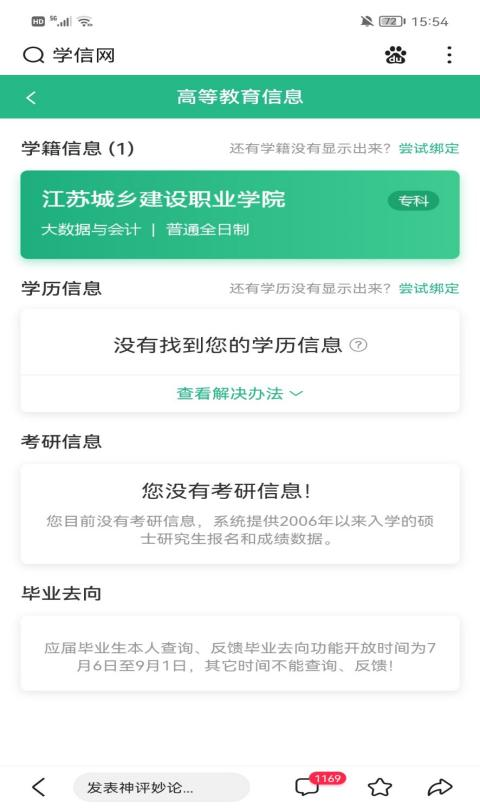 HD 5G 72 15:54
学信网 du
高等教育信息
学籍信息 (1) 还有学籍没有显示出来? 尝试绑定
江苏城乡建设职业学院 专科
大数据与会计 | 普通全日制
学历信息 还有学历没有显示出来? 尝试绑定
没有找到您的学历信息 ?
查看解决办法
考研信息
您没有考研信息!
您目前没有考研信息，系统提供2006年以来入学的硕
士研究生报名和成绩数据。
毕业去向
应届毕业生本人查询、反馈毕业去向功能开放时间为7
月6日至9月1日，其它时间不能查询、反馈!
发表神评妙论... 1169